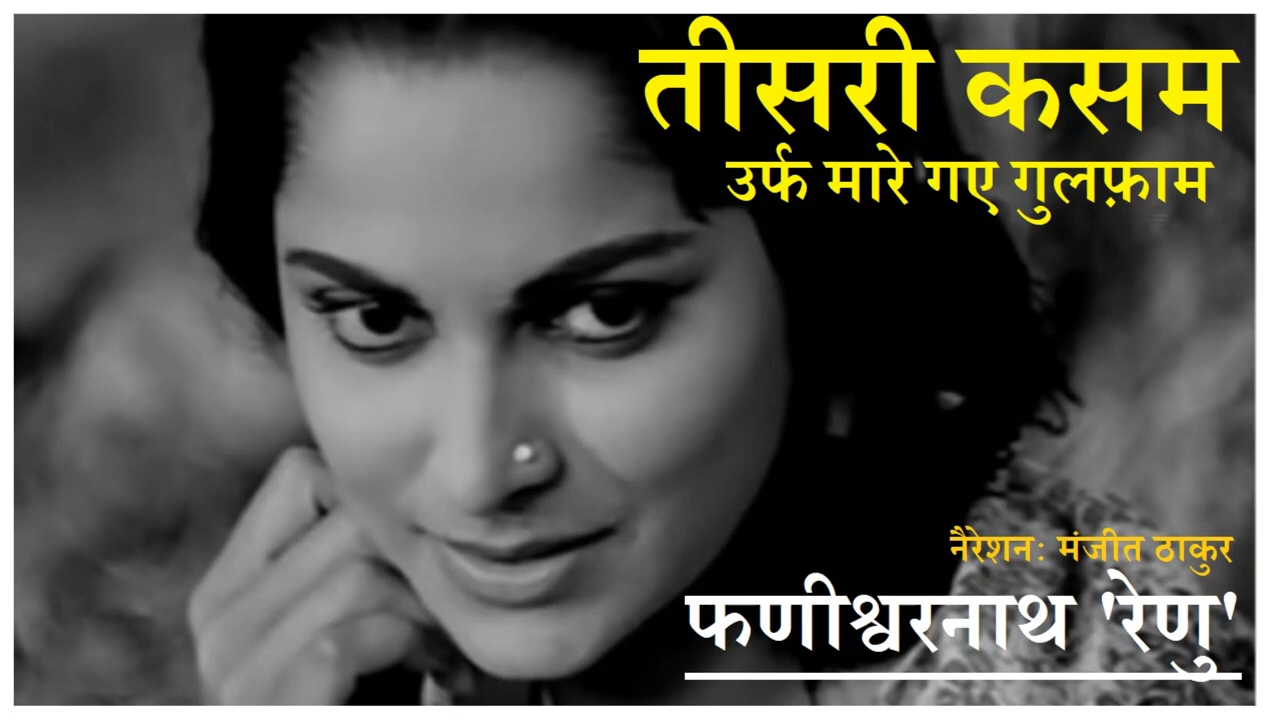 तीसरी कसम
उर्फ मारे गए गुलफ़ाम
नैरेशनः मंजीत ठाकुर
फणीश्वरनाथ 'रेणु'